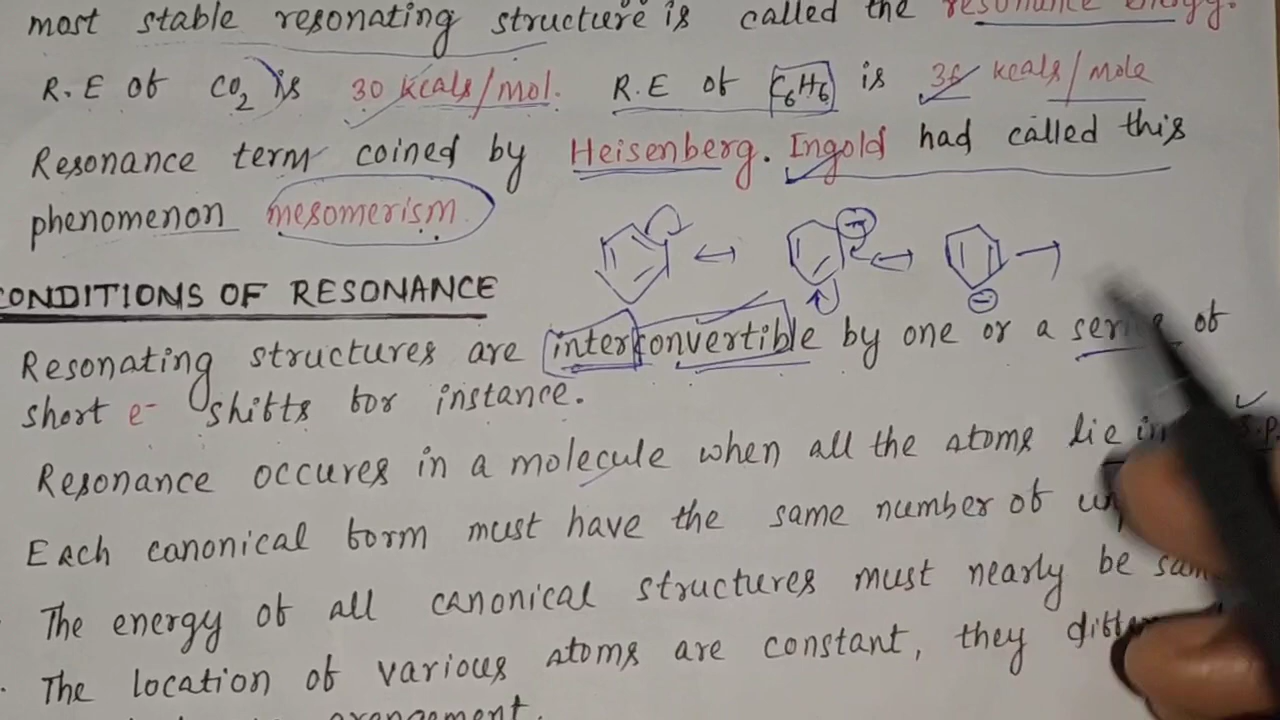 most stable resonating structure is called the resonance energy.
R.E of CO2 is 30 kcals/mol. R.E of C6H6 is 36 kcals/mole
Resonance term coined by Heisenberg. Ingold had called this
phenomenon mesomerism.
CONDITIONS OF RESONANCE
Resonating structures are interconvertible by one or a series of
short e- shifts for instance.
Resonance occures in a molecule when all the atoms lie in
Each canonical form must have the same number of
The energy of all canonical structures must nearly be same
The location of various atoms are constant, they
arrangement.